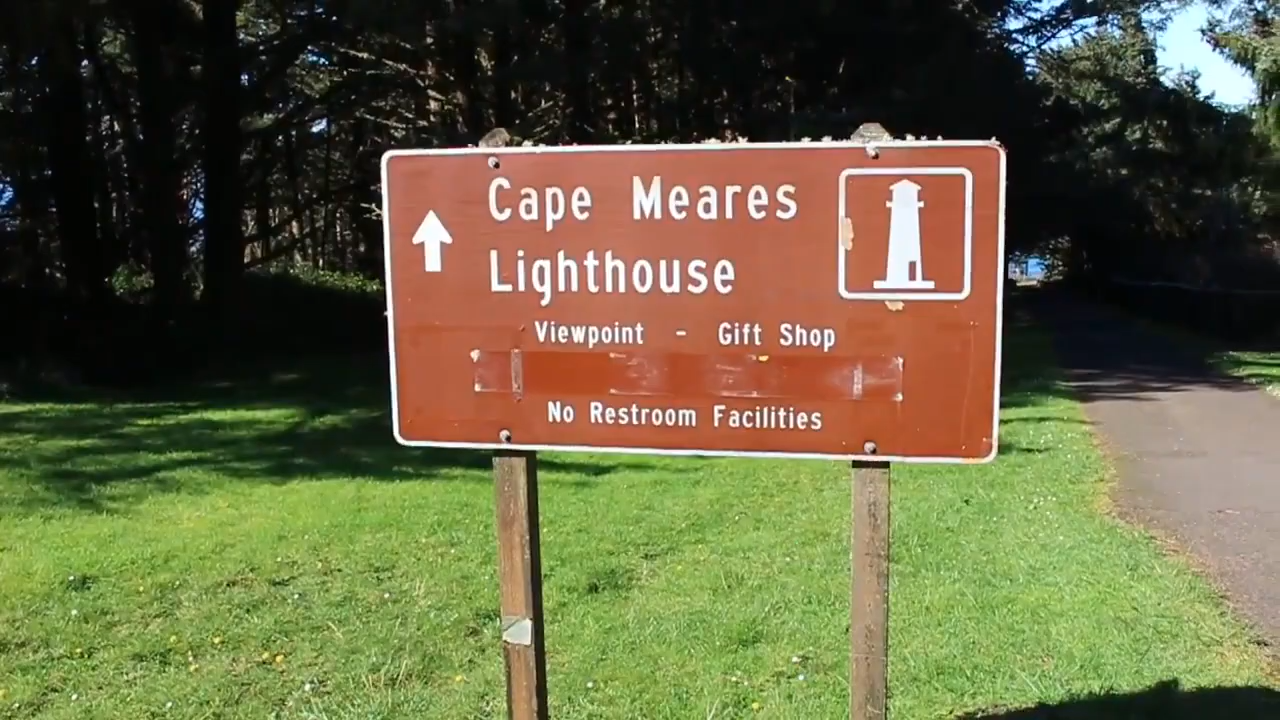 Cape Meares
Lighthouse
Viewpoint - Gift Shop
No Restroom Facilities